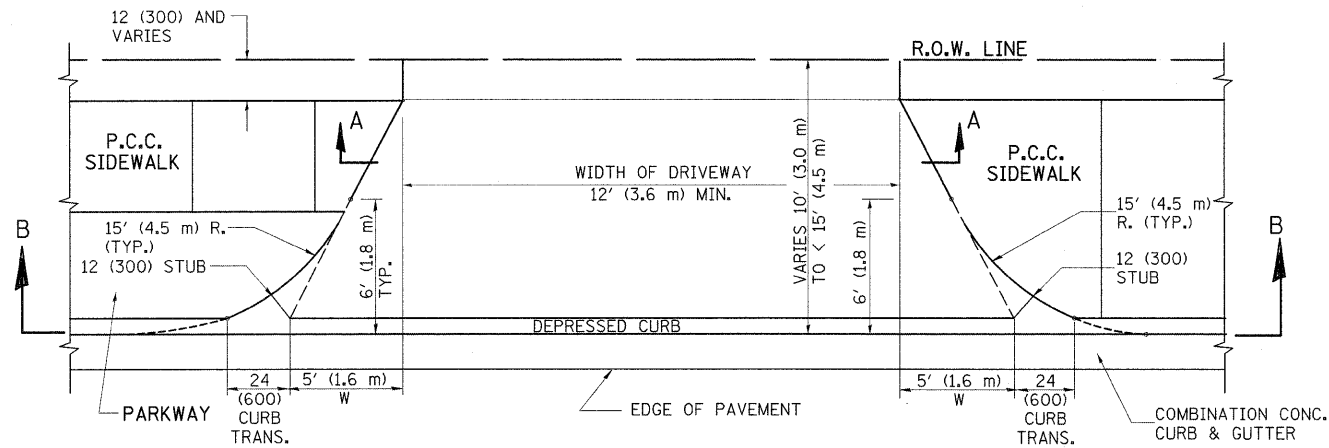 12 (300) AND
VARIES
R.O.W. LINE
A
A
P.C.C.
SIDEWALK
P.C.C.
SIDEWALK
WIDTH OF DRIVEWAY
12' (3.6 m) MIN.
VARIES 10' (3.0 m)
TO < 15' (4.5 m)
B
B
15' (4.5 m) R.
(TYP.)
12 (300) STUB
6' (1.8 m)
TYP.
6' (1.8 m)
15' (4.5 m)
R. (TYP.)
12 (300)
STUB
DEPRESSED CURB
24
(600)
CURB
TRANS.
5' (1.6 m)
W
5' (1.6 m)
W
24
(600)
CURB
TRANS.
PARKWAY
EDGE OF PAVEMENT
COMBINATION CONC.
CURB & GUTTER